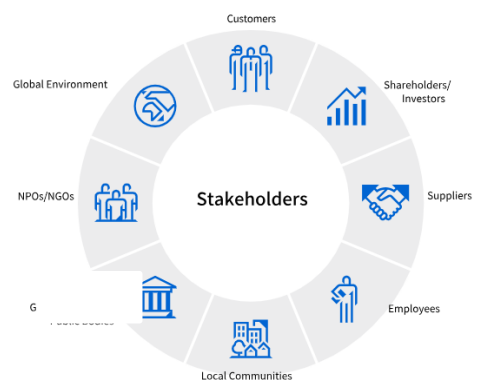 Customers
Global Environment
Shareholders/
Investors
NPOs/NGOs
Stakeholders
Suppliers
G
Employees
Local Communities